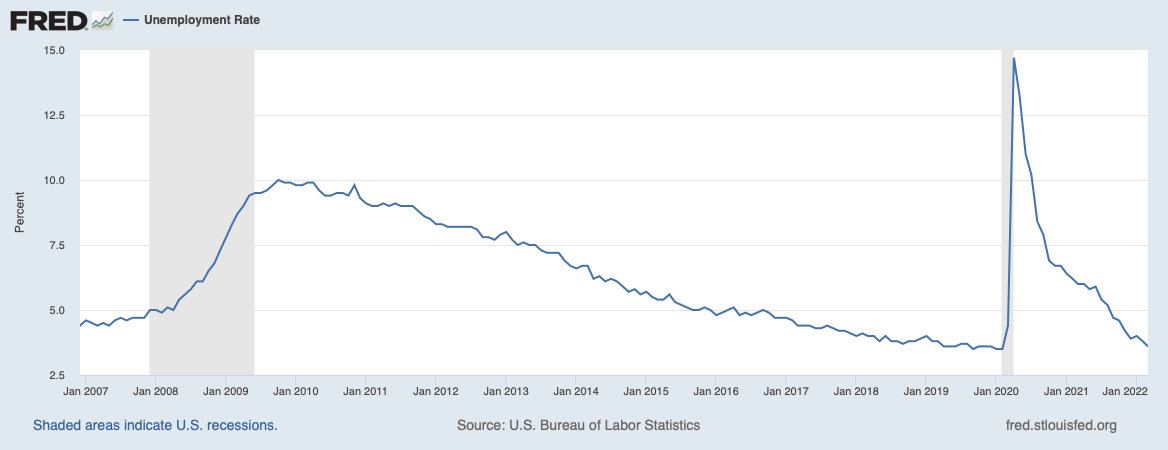 FRED Unemployment Rate
15.0
12.5
10.0
7.5
5.0
2.5
Percent
Jan 2007 Jan 2008 Jan 2009 Jan 2010 Jan 2011 Jan 2012 Jan 2013 Jan 2014 Jan 2015 Jan 2016 Jan 2017 Jan 2018 Jan 2019 Jan 2020 Jan 2021 Jan 2022
Shaded areas indicate U.S. recessions. Source: U.S. Bureau of Labor Statistics fred.stlouisfed.org